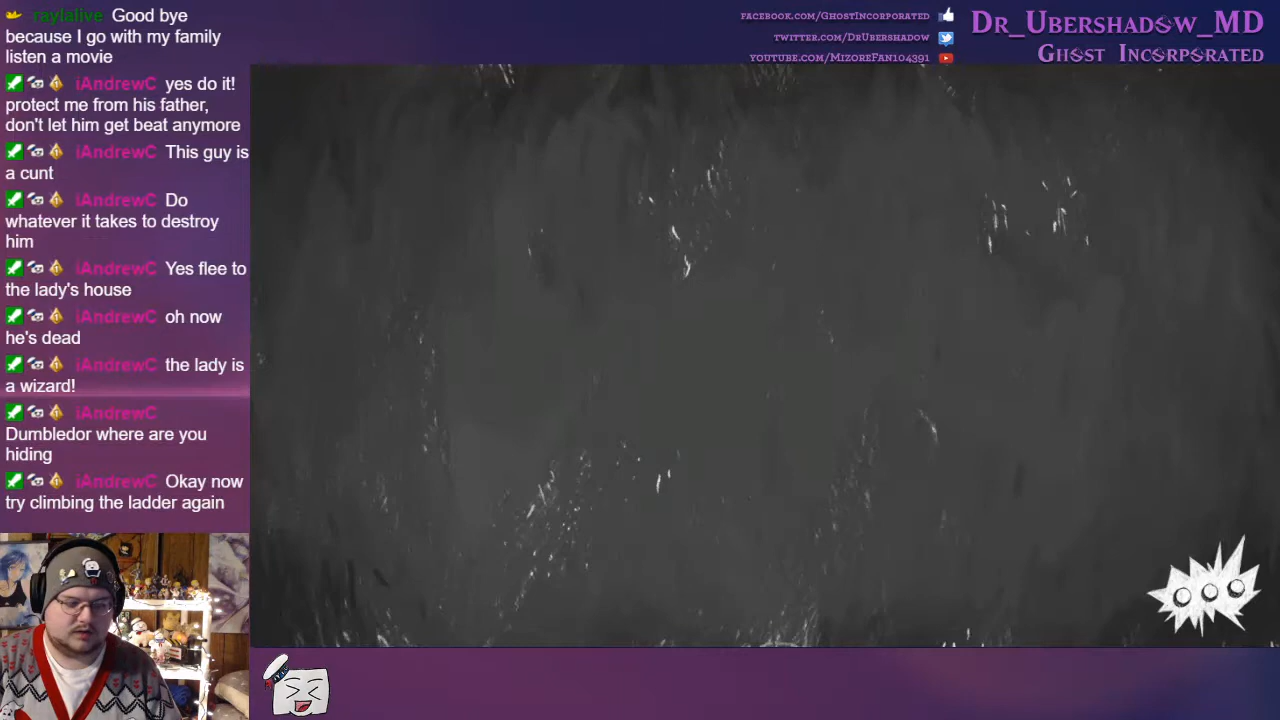 raylalive Good bye
because I go with my family
listen a movie
iAndrewC yes do it!
protect me from his father,
don't let him get beat anymore
iAndrewC This guy is
a cunt
iAndrewC Do
whatever it takes to destroy
him
iAndrewC Yes flee to
the lady's house
iAndrewC oh now
he's dead
iAndrewC the lady is
a wizard!
iAndrewC
Dumbledor where are you
hiding
iAndrewC Okay now
try climbing the ladder again
facebook.com/GhostIncorporated
twitter.com/DrUbershadow
youtube.com/MizoreFan104391
Dr_Ubershadow_MD
Ghost Incorporated